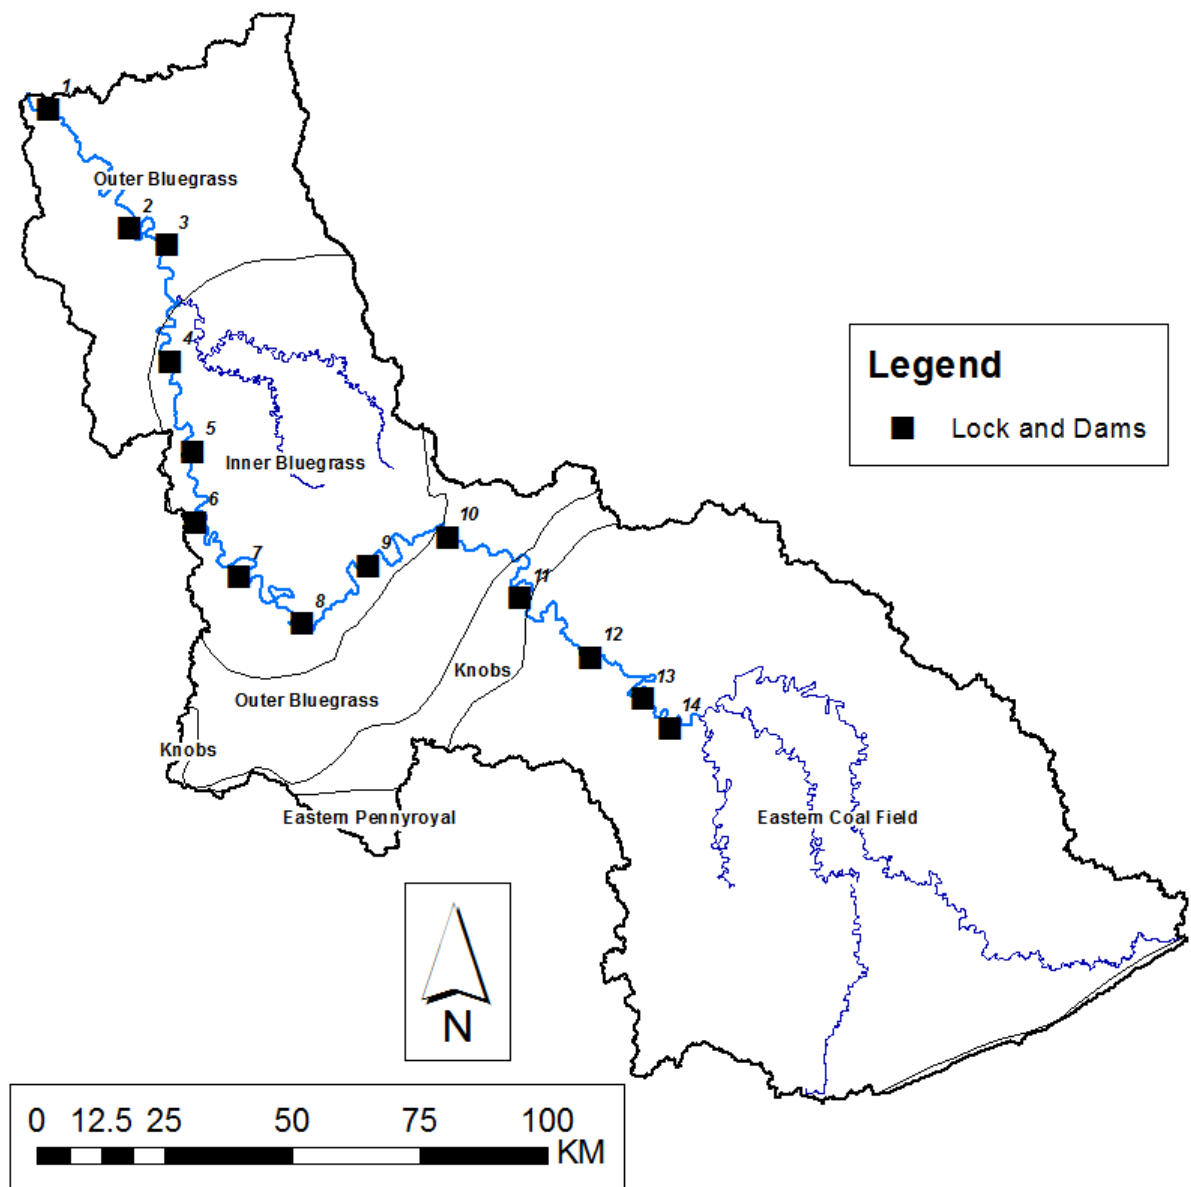 1
Outer Bluegrass
2
3
4
Legend
Lock and Dams
5
Inner Bluegrass
6
10
7
9
11
8
12
Knobs
13
Outer Bluegrass
14
Knobs
Eastern Pennyroyal
Eastern Coal Field
N
0 12.5 25 50 75 100
KM